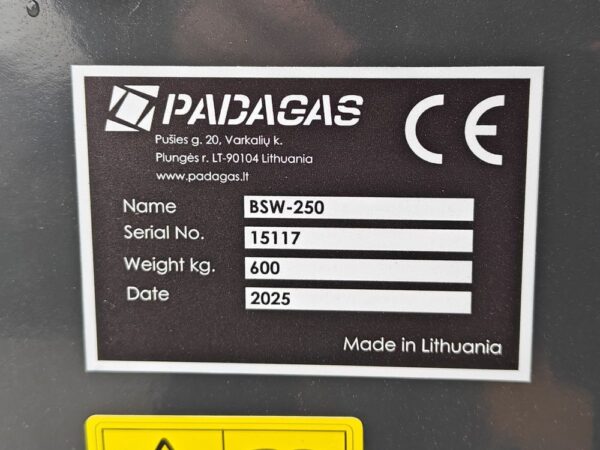 PADAGAS CE
Pušies g. 20, Varkalių k.
Plungės r. LT-90104 Lithuania
www.padagas.lt
Name BSW-250
Serial No. 15117
Weight kg. 600
Date 2025
Made in Lithuania